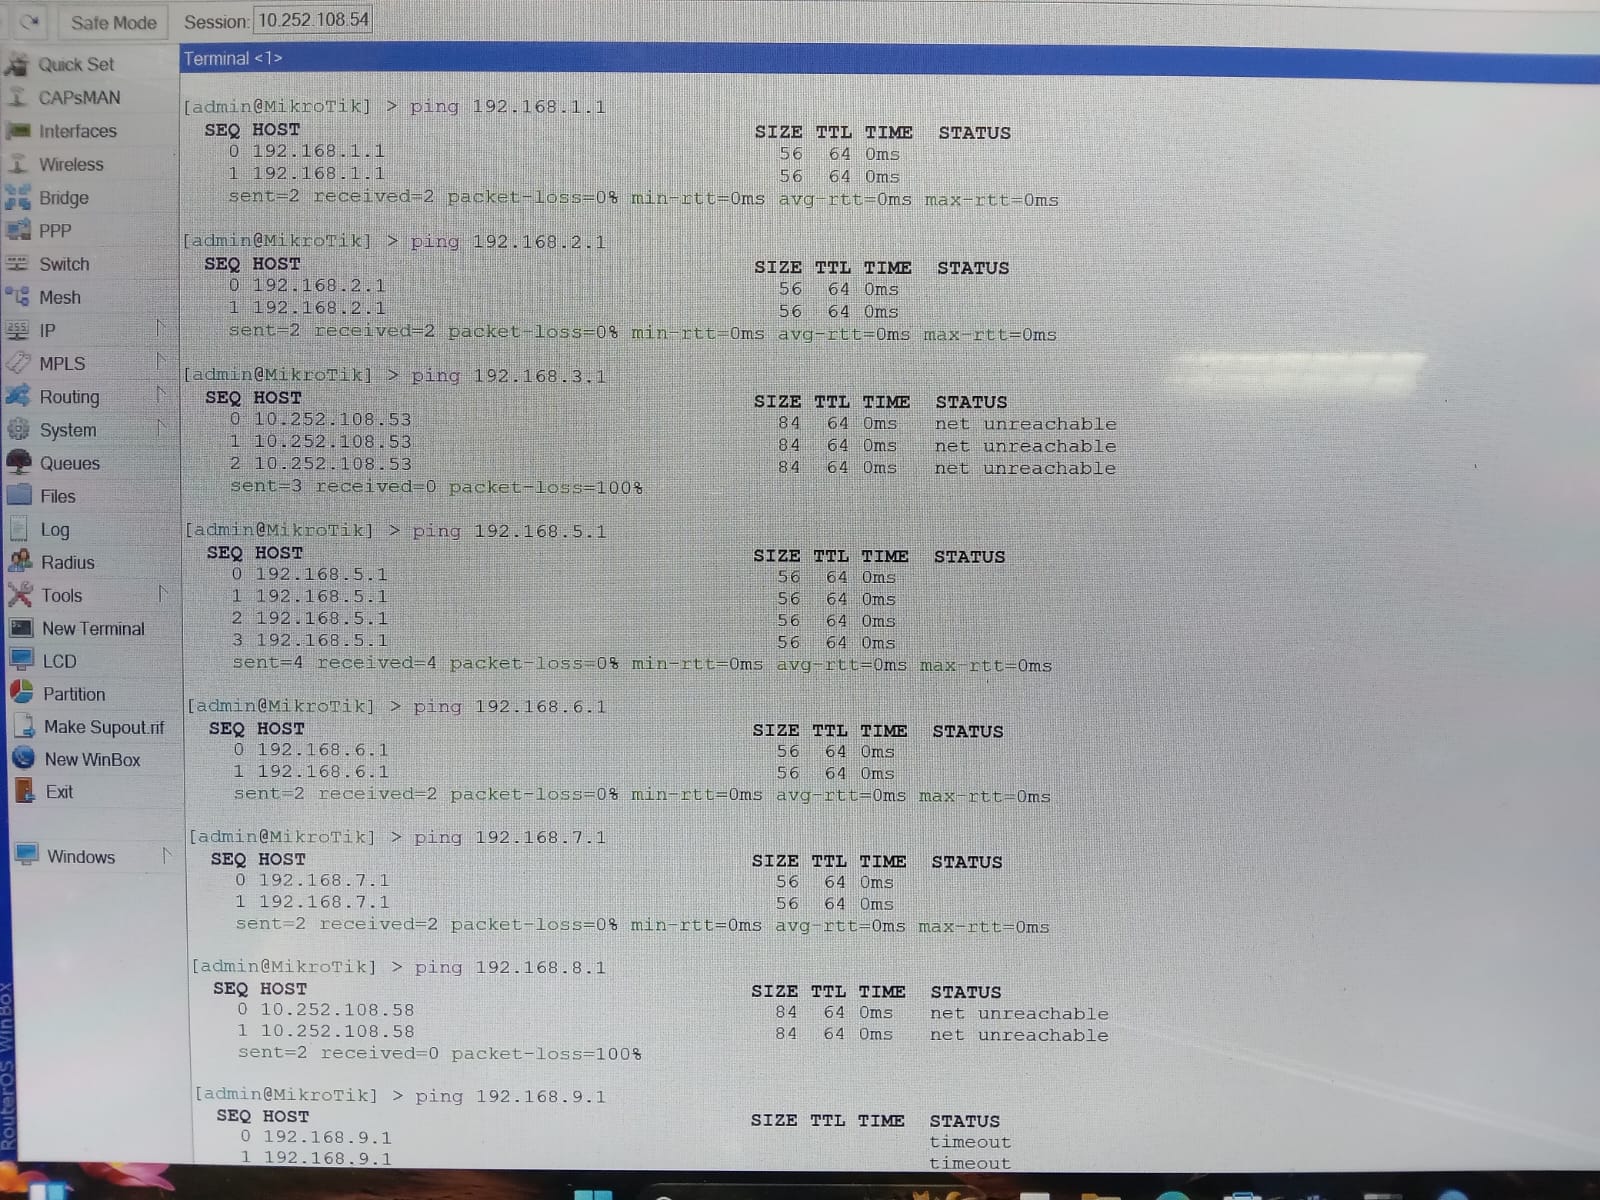 Safe Mode Session: 10.252.108.54
Quick Set
CAPsMAN
Interfaces
Wireless
Bridge
PPP
Switch
Mesh
IP
MPLS
Routing
System
Queues
Files
Log
Radius
Tools
New Terminal
LCD
Partition
Make Supout.rif
New WinBox
Exit
Windows
RouterOS WinBox
Terminal <1>
[admin@MikroTik] > ping 192.168.1.1
SEQ HOST SIZE TTL TIME STATUS
0 192.168.1.1 56 64 0ms
1 192.168.1.1 56 64 0ms
sent=2 received=2 packet-loss=0% min-rtt=0ms avg-rtt=0ms max-rtt=0ms
[admin@MikroTik] > ping 192.168.2.1
SEQ HOST SIZE TTL TIME STATUS
0 192.168.2.1 56 64 0ms
1 192.168.2.1 56 64 0ms
sent=2 received=2 packet-loss=0% min-rtt=0ms avg-rtt=0ms max-rtt=0ms
[admin@MikroTik] > ping 192.168.3.1
SEQ HOST SIZE TTL TIME STATUS
0 10.252.108.53 84 64 0ms net unreachable
1 10.252.108.53 84 64 0ms net unreachable
2 10.252.108.53 84 64 0ms net unreachable
sent=3 received=0 packet-loss=100%
[admin@MikroTik] > ping 192.168.5.1
SEQ HOST SIZE TTL TIME STATUS
0 192.168.5.1 56 64 0ms
1 192.168.5.1 56 64 0ms
2 192.168.5.1 56 64 0ms
3 192.168.5.1 56 64 0ms
sent=4 received=4 packet-loss=0% min-rtt=0ms avg-rtt=0ms max-rtt=0ms
[admin@MikroTik] > ping 192.168.6.1
SEQ HOST SIZE TTL TIME STATUS
0 192.168.6.1 56 64 0ms
1 192.168.6.1 56 64 0ms
sent=2 received=2 packet-loss=0% min-rtt=0ms avg-rtt=0ms max-rtt=0ms
[admin@MikroTik] > ping 192.168.7.1
SEQ HOST SIZE TTL TIME STATUS
0 192.168.7.1 56 64 0ms
1 192.168.7.1 56 64 0ms
sent=2 received=2 packet-loss=0% min-rtt=0ms avg-rtt=0ms max-rtt=0ms
[admin@MikroTik] > ping 192.168.8.1
SEQ HOST SIZE TTL TIME STATUS
0 10.252.108.58 84 64 0ms net unreachable
1 10.252.108.58 84 64 0ms net unreachable
sent=2 received=0 packet-loss=100%
[admin@MikroTik] > ping 192.168.9.1
SEQ HOST SIZE TTL TIME STATUS
0 192.168.9.1 timeout
1 192.168.9.1 timeout